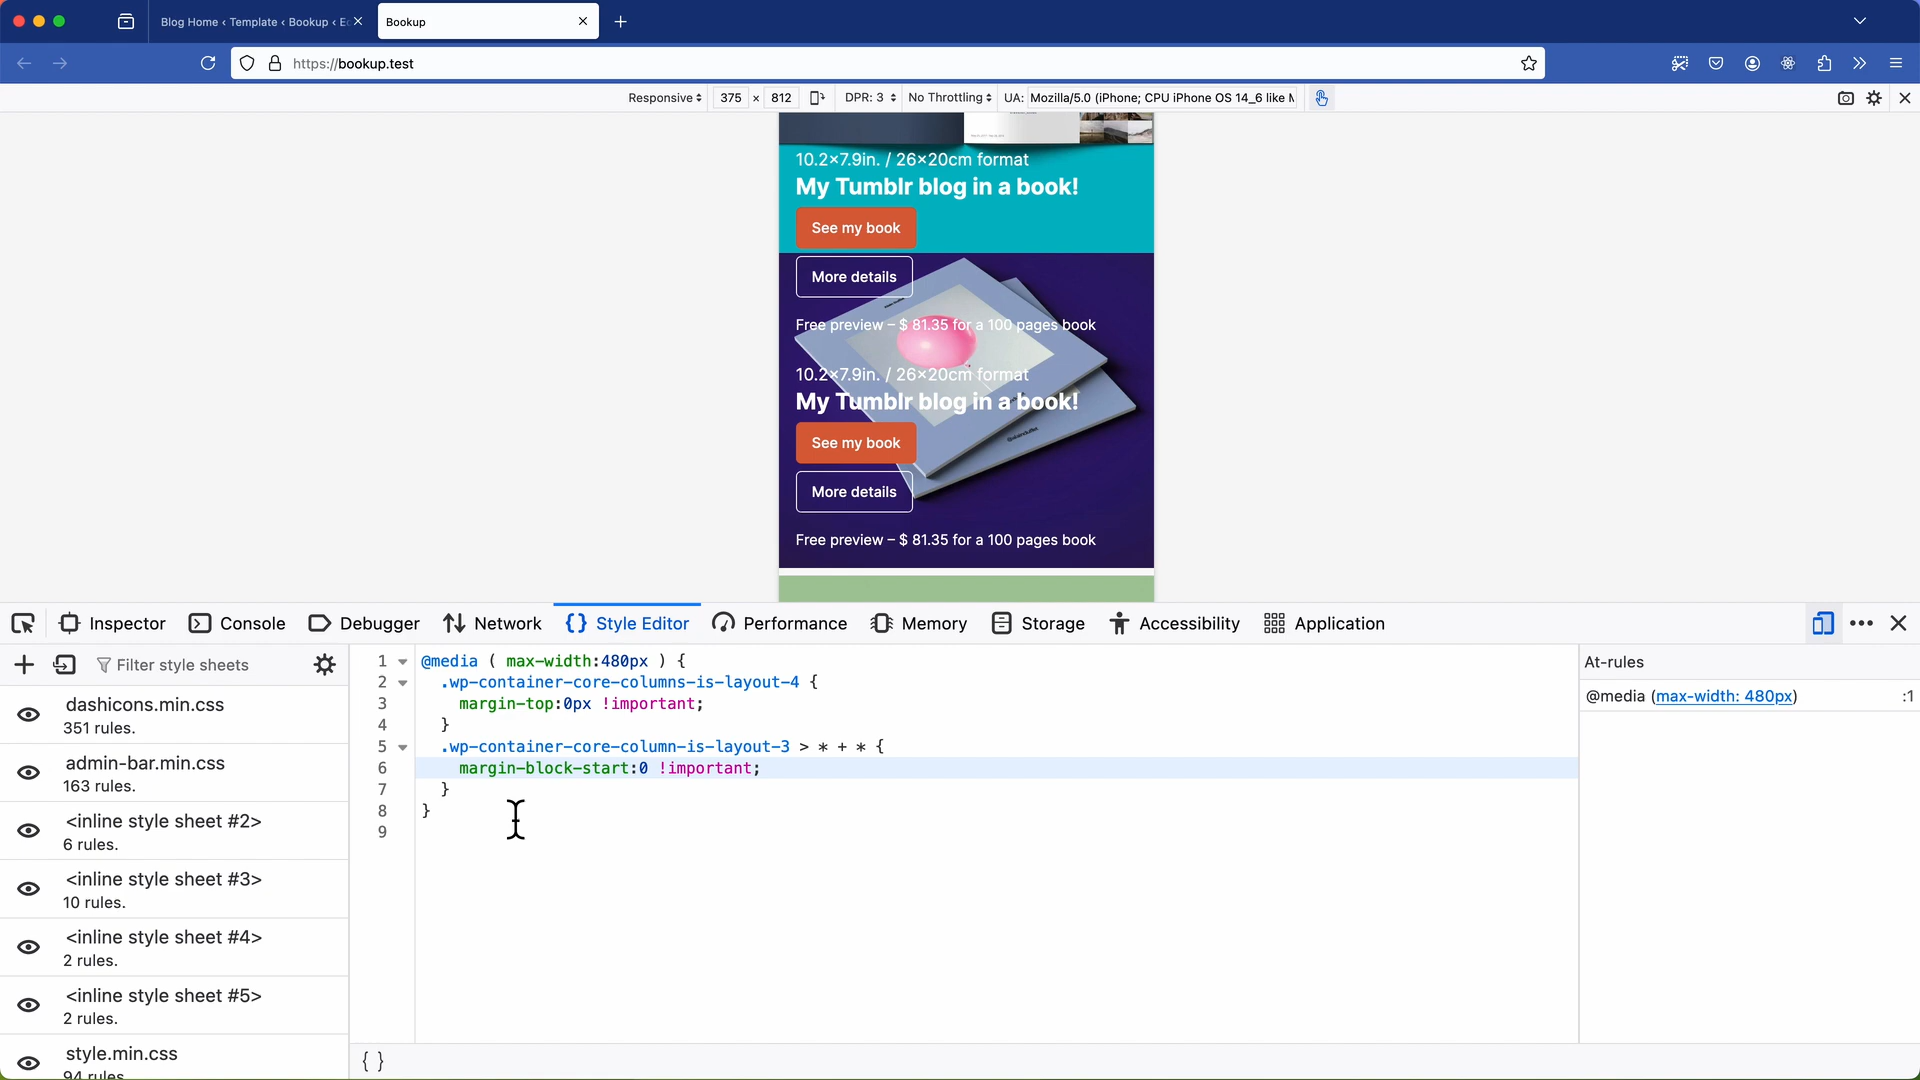 Blog Home ‹ Template ‹ Bookup ‹ E
Bookup
https://bookup.test
Responsive
375 × 812
DPR: 3
No Throttling
UA: Mozilla/5.0 (iPhone; CPU iPhone OS 14_6 like M
10.2×7.9in. / 26×20cm format
My Tumblr blog in a book!
See my book
More details
Free preview – $ 81.35 for a 100 pages book
10.2×7.9in. / 26×20cm format
My Tumblr blog in a book!
See my book
More details
Free preview – $ 81.35 for a 100 pages book
Inspector
Console
Debugger
Network
Style Editor
Performance
Memory
Storage
Accessibility
Application
Filter style sheets
dashicons.min.css
351 rules.
admin-bar.min.css
163 rules.
<inline style sheet #2>
6 rules.
<inline style sheet #3>
10 rules.
<inline style sheet #4>
2 rules.
<inline style sheet #5>
2 rules.
style.min.css
94 rules
1 @media ( max-width:480px ) {
2 .wp-container-core-columns-is-layout-4 {
3 margin-top:0px !important;
4 }
5 .wp-container-core-column-is-layout-3 > * + * {
6 margin-block-start:0 !important;
7 }
8 }
9
{ }
At-rules
@media (max-width: 480px) :1